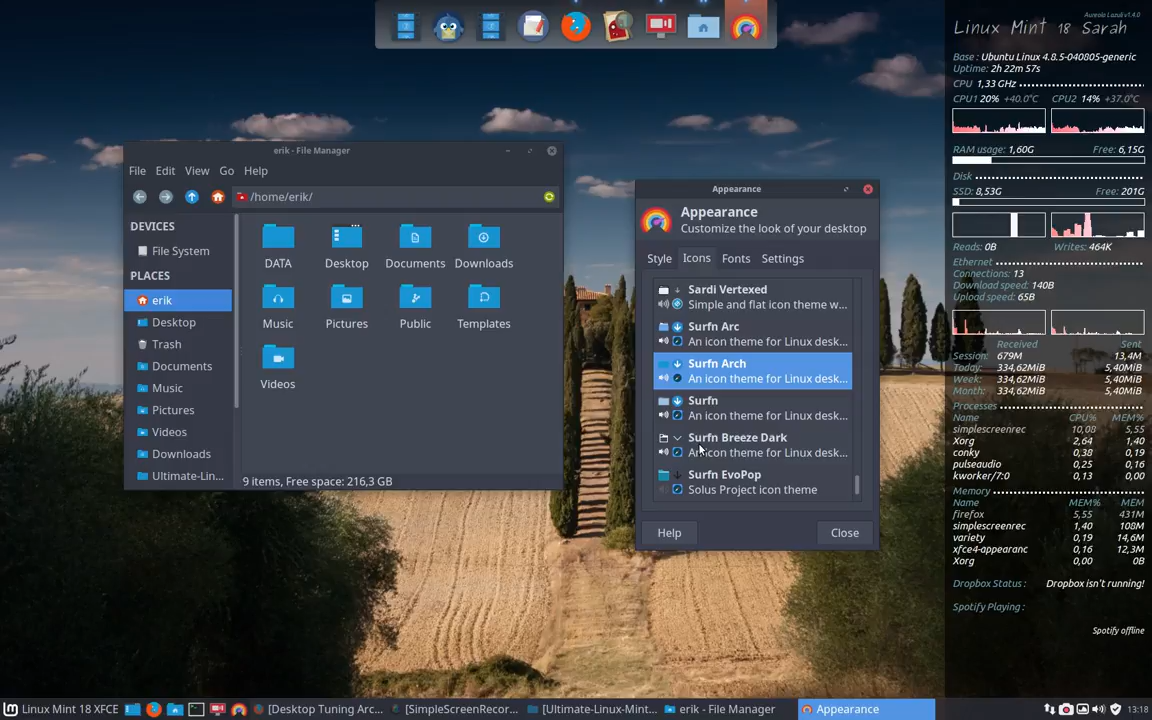 erik - File Manager
File Edit View Go Help
/home/erik/
DEVICES
File System
PLACES
erik
Desktop
Trash
Documents
Music
Pictures
Videos
Downloads
Ultimate-Lin...
DATA Desktop Documents Downloads
Music Pictures Public Templates
Videos
9 items, Free space: 216,3 GB
Appearance
Appearance
Customize the look of your desktop
Style Icons Fonts Settings
Sardi Vertexed
Simple and flat icon theme w...
Surfn Arc
An icon theme for Linux desk...
Surfn Arch
An icon theme for Linux desk...
Surfn
An icon theme for Linux desk...
Surfn Breeze Dark
An icon theme for Linux desk...
Surfn EvoPop
Solus Project icon theme
Help Close
Aureola Lazuli v1.4.0
Linux Mint 18 Sarah
Base : Ubuntu Linux 4.8.5-040805-generic
Uptime: 2h 22m 57s
CPU 1,33 GHz
CPU1 20% +40.0°C CPU2 14% +37.0°C
RAM usage: 1,60G Free: 6,15G
Disk
SSD: 8,53G Free: 201G
Reads: 0B Writes: 464K
Ethernet
Connections: 13
Download speed: 140B
Upload speed: 65B
Received Sent
Session: 679M 13,4M
Today: 334,62MiB 5,40MiB
Week: 334,62MiB 5,40MiB
Month: 334,62MiB 5,40MiB
Processes
Name CPU% MEM%
simplescreenrec 10,08 5,55
Xorg 2,64 1,40
conky 0,38 0,19
pulseaudio 0,25 0,16
kworker/7:0 0,13 0,00
Memory
Name MEM% MEM
firefox 5,55 431M
simplescreenrec 1,40 108M
variety 0,19 14,6M
xfce4-appearanc 0,16 12,3M
Xorg 0,00 0B
Dropbox Status : Dropbox isn't running!
Spotify Playing :
Spotify offline
Linux Mint 18 XFCE [Desktop Tuning Arc... [SimpleScreenRecor... [Ultimate-Linux-Mint-... erik - File Manager Appearance 13:18